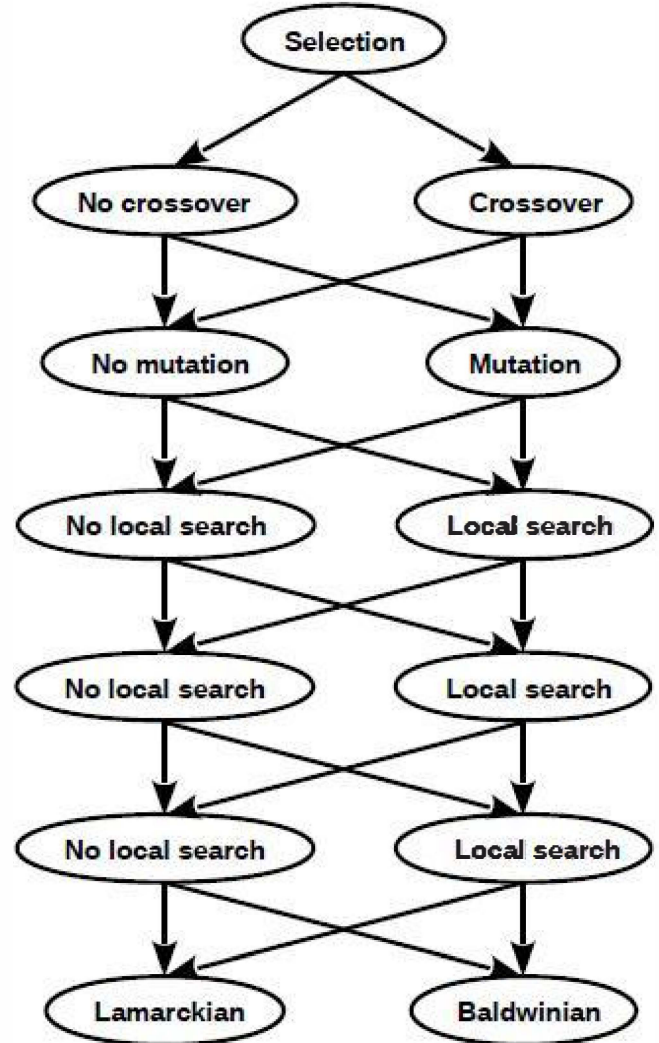 Selection
No crossover
Crossover
No mutation
Mutation
No local search
Local search
No local search
Local search
No local search
Local search
Lamarckian
Baldwinian